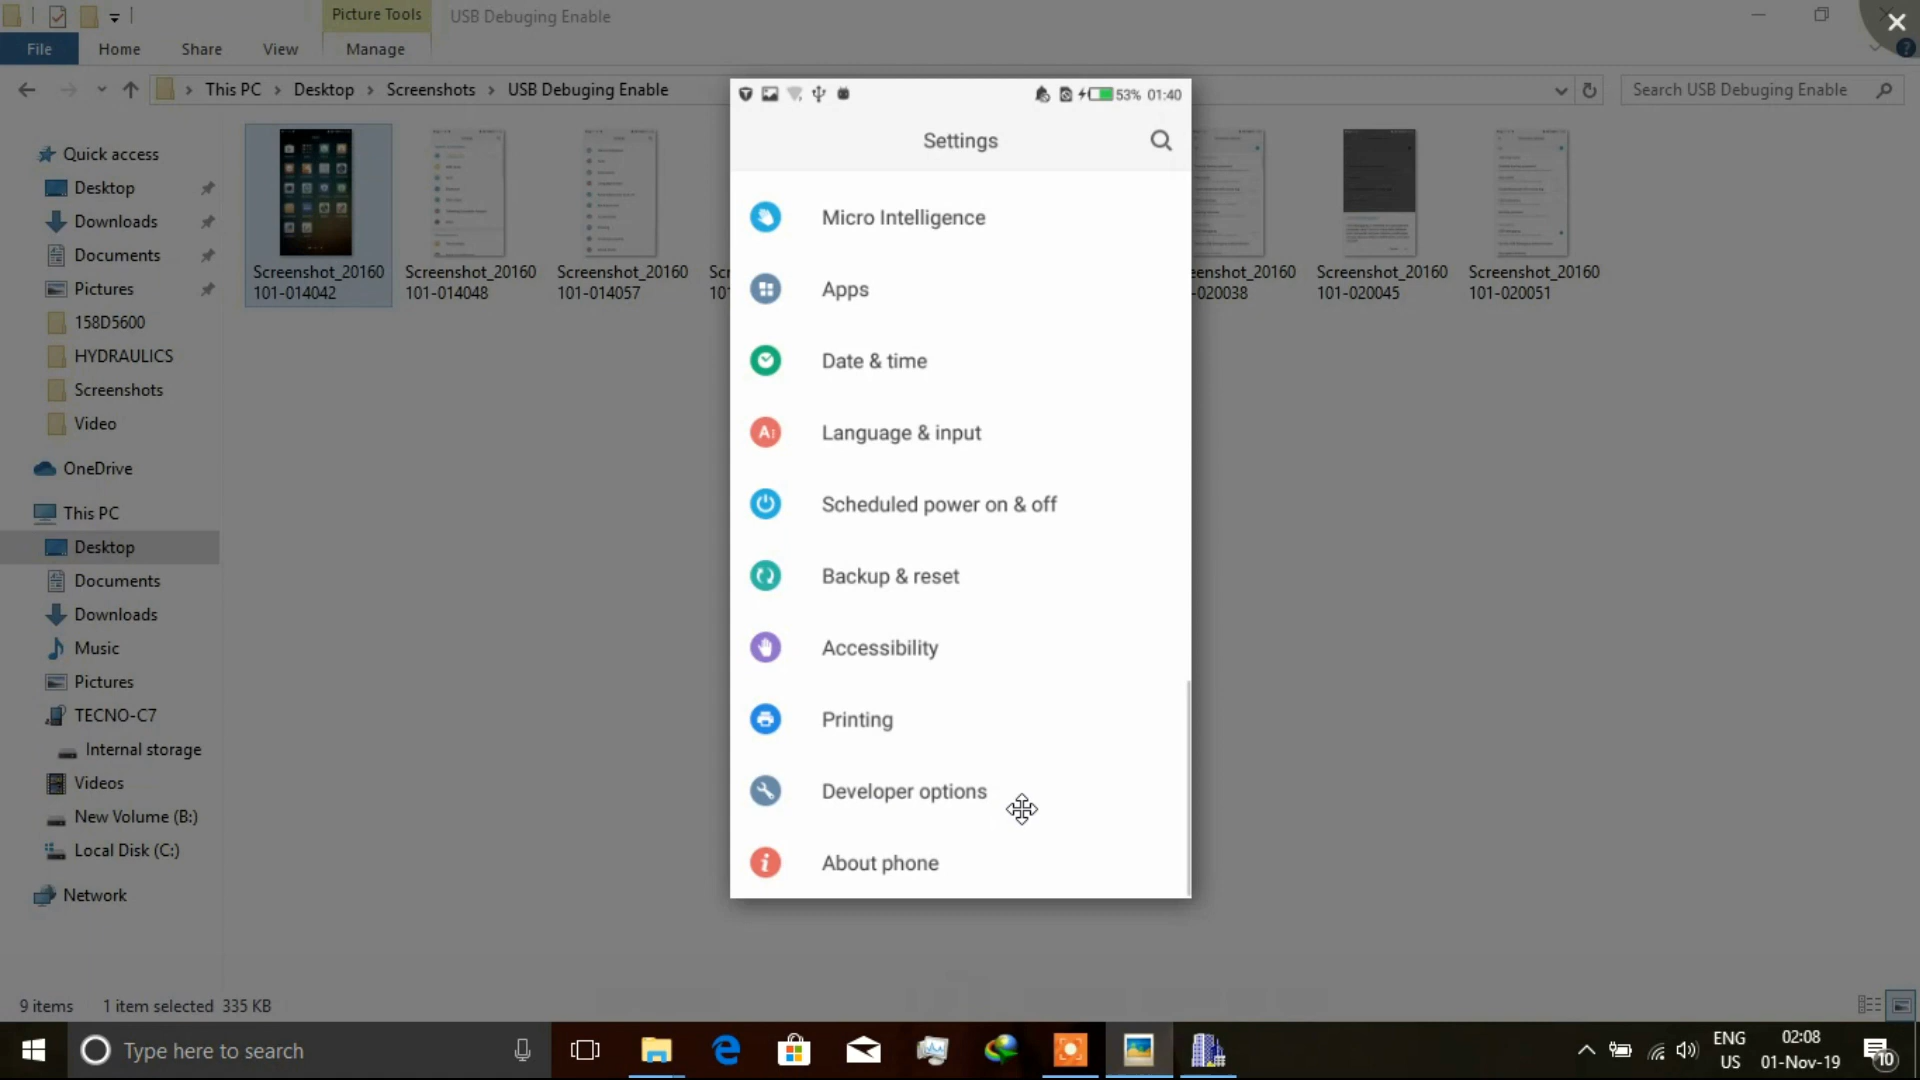 Picture Tools
USB Debuging Enable
File
Home
Share
View
Manage
This PC
Desktop
Screenshots
USB Debuging Enable
Search USB Debuging Enable
Quick access
Desktop
Downloads
Documents
Pictures
158D5600
HYDRAULICS
Screenshots
Video
OneDrive
This PC
Desktop
Documents
Downloads
Music
Pictures
TECNO-C7
Internal storage
Videos
New Volume (B:)
Local Disk (C:)
Network
Screenshot_20160
101-014042
Screenshot_20160
101-014048
Screenshot_20160
101-014057
53% 01:40
Settings
Micro Intelligence
Apps
Date & time
Language & input
Scheduled power on & off
Backup & reset
Accessibility
Printing
Developer options
About phone
enshot_20160
-020038
Screenshot_20160
101-020045
Screenshot_20160
101-020051
9 items
1 item selected 335 KB
Type here to search
ENG
US
02:08
01-Nov-19
10